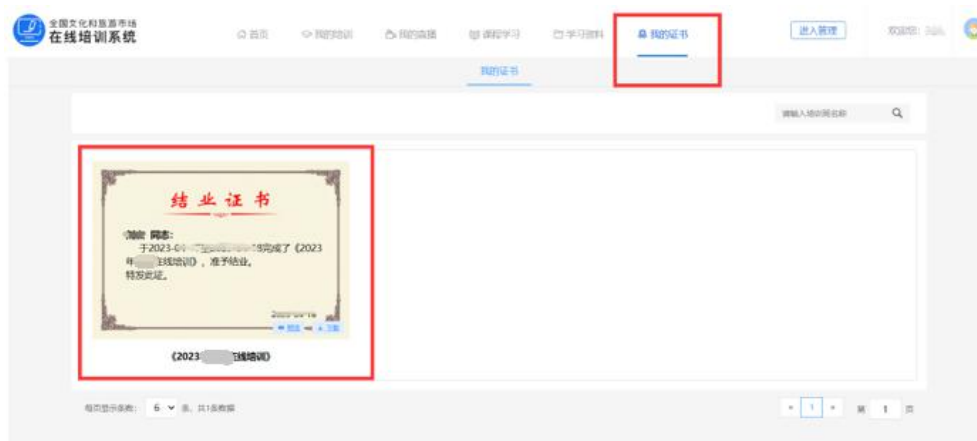 全国文化和旅游市场
在线培训系统
首页
我的培训
我的直播
课程学习
学习资料
我的证书
进入管理
欢迎您:
我的证书
请输入培训班名称
结业证书
同志:
于2023-0 完成了《2023
年 在线培训》，准予结业。
特发此证。
预览
下载
《2023 在线培训》
每页显示条数: 6 条，共1条数据
« 1 »
第 1 页